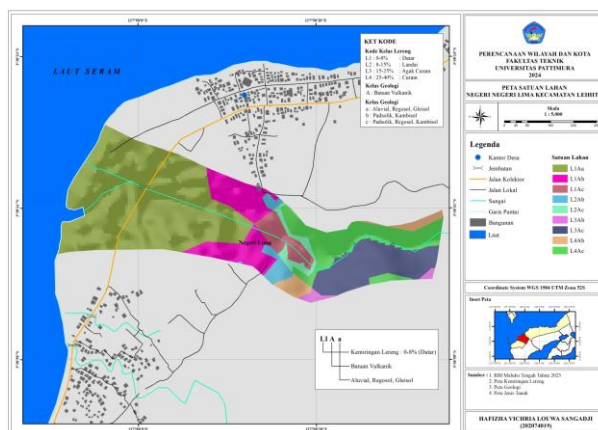 LAUT SERAM
KET KODE
Kode Kelas Lereng
L1 : 0-8% : Datar
L2 : 8-15% : Landai
L3 : 15-25% : Agak Curam
L4 : 25-40% : Curam
Kelas Geologi
A : Batuan Vulkanik
Kelas Geologi
a : Aluvial, Regosol, Gleisol
b : Podsolik, Kambisol
c : Podsolik, Regosol, Kambisol
Negeri Lima
L1 A a
Kemiringan Lereng : 0-8% (Datar)
Batuan Vulkanik
Aluvial, Regosol, Gleisol
PERENCANAAN WILAYAH DAN KOTA
FAKULTAS TEKNIK
UNIVERSITAS PATTIMURA
2024
PETA SATUAN LAHAN
NEGERI NEGERI LIMA KECAMATAN LEIHITU
Skala
1 : 5.000
Legenda
Kantor Desa
Jembatan
Jalan Kolektor
Jalan Lokal
Sungai
Garis Pantai
Bangunan
Laut
Satuan Lahan
L1Aa
L1Ab
L1Ac
L2Ab
L2Ac
L3Ab
L3Ac
L4Ab
L4Ac
Coordinate System WGS 1984 UTM Zona 52S
Inset Peta
Sumber : 1. RBI Maluku Tengah Tahun 2023
2. Peta Kemiringan Lereng
3. Peta Geologi
4. Peta Jenis Tanah
HAFIZHA VICHRIA LOUWA SANGADJI
(202074019)